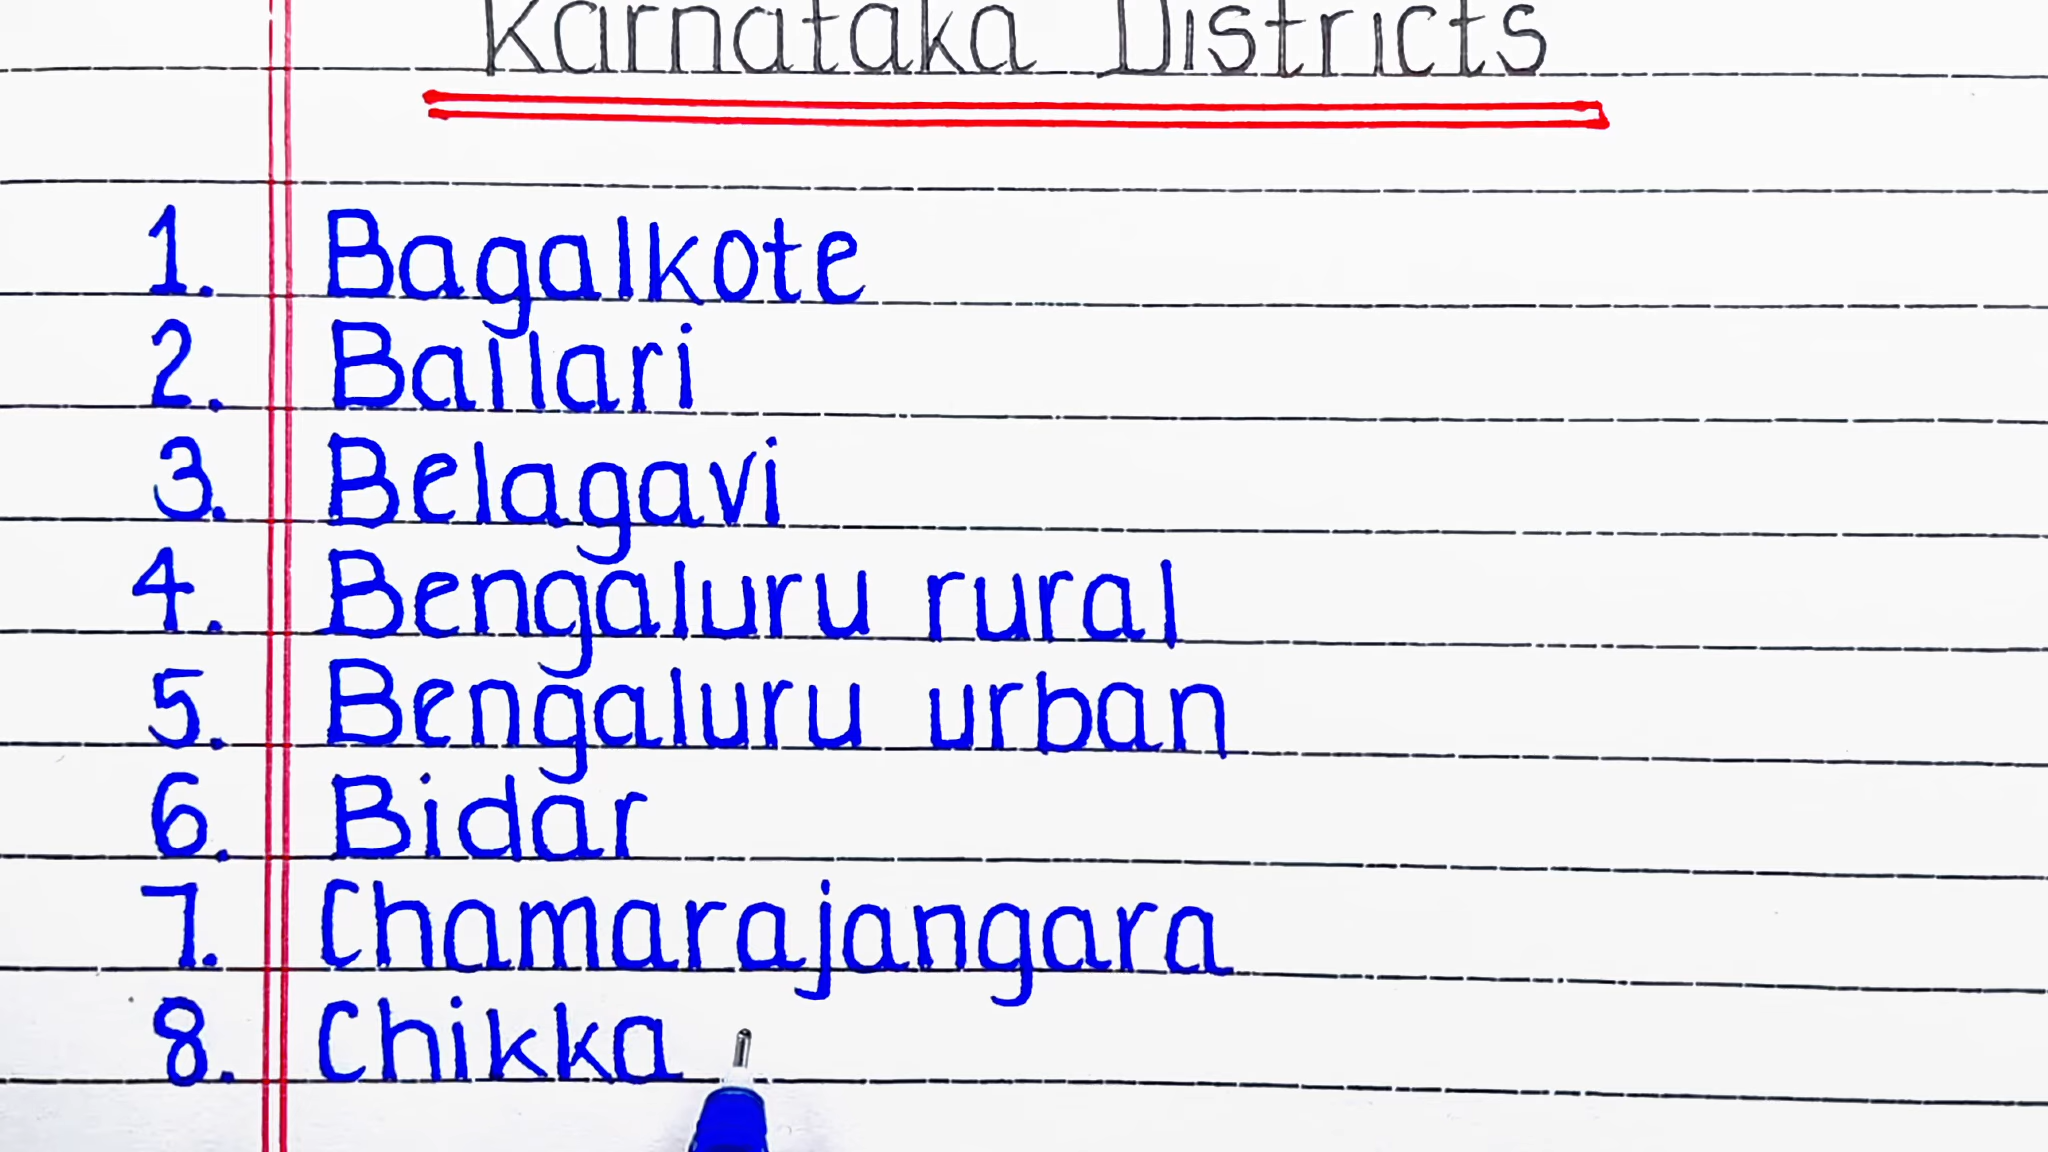 Karnataka Districts
1. Bagalkote
2. Ballari
3. Belagavi
4. Bengaluru rural
5. Bengaluru urban
6. Bidar
7. Chamarajangara
8. Chikka